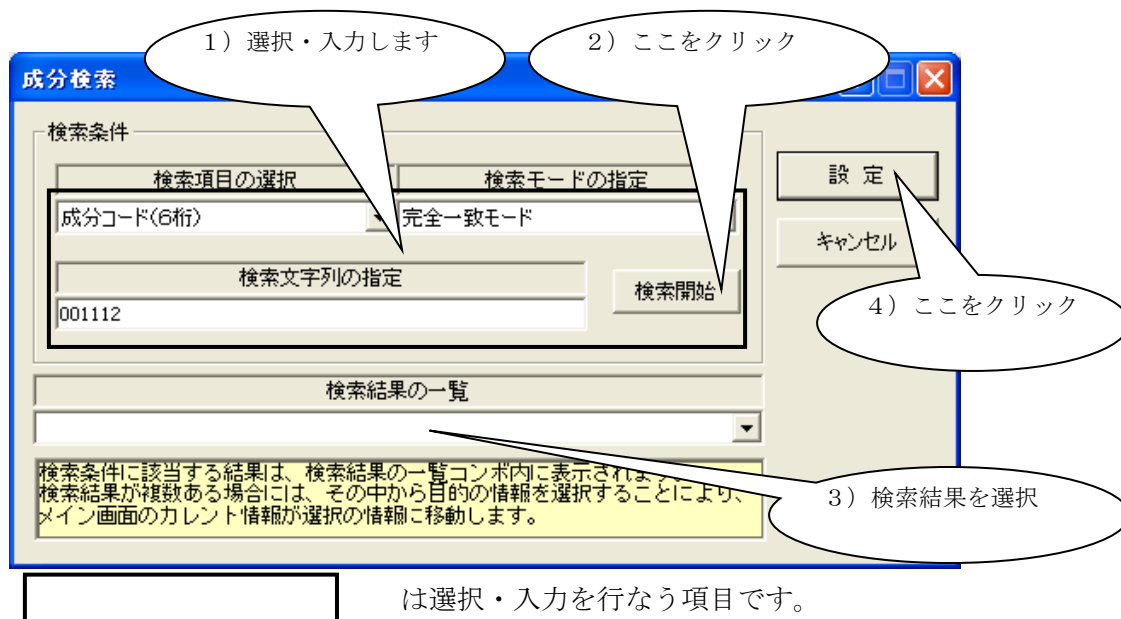 1）選択・入力します
2）ここをクリック
成分検索
検索条件
検索項目の選択
検索モードの指定
設 定
成分コード(6桁)
完全一致モード
キャンセル
検索文字列の指定
検索開始
001112
4）ここをクリック
検索結果の一覧
検索条件に該当する結果は、検索結果の一覧コンボ内に表示されます
検索結果が複数ある場合には、その中から目的の情報を選択することにより、
メイン画面のカレント情報が選択の情報に移動します。
3）検索結果を選択
は選択・入力を行なう項目です。